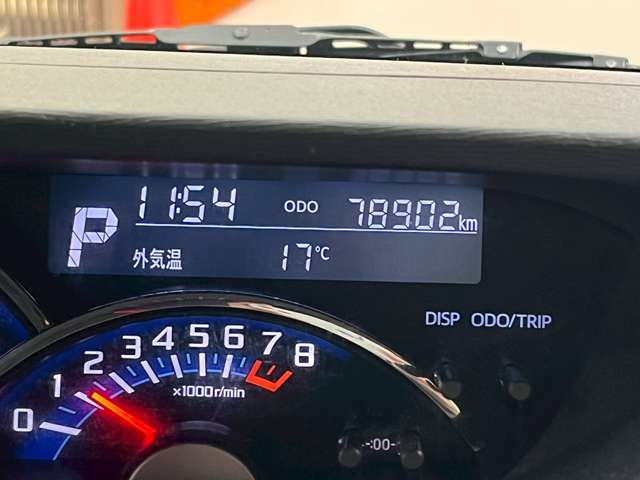 P 11:54 ODO 78902km
外気温 17℃
DISP ODO/TRIP
0 1 2 3 4 5 6 7 8
×1000r/min
-:00-